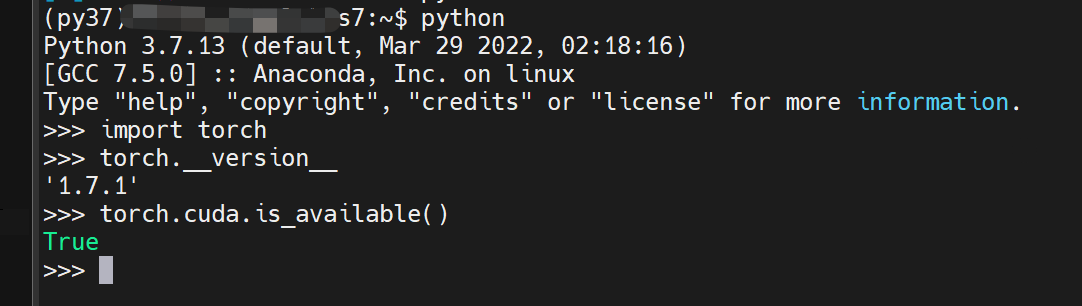 (py37) s7:~$ python
Python 3.7.13 (default, Mar 29 2022, 02:18:16)
[GCC 7.5.0] :: Anaconda, Inc. on linux
Type "help", "copyright", "credits" or "license" for more information.
>>> import torch
>>> torch.__version__
'1.7.1'
>>> torch.cuda.is_available()
True
>>>